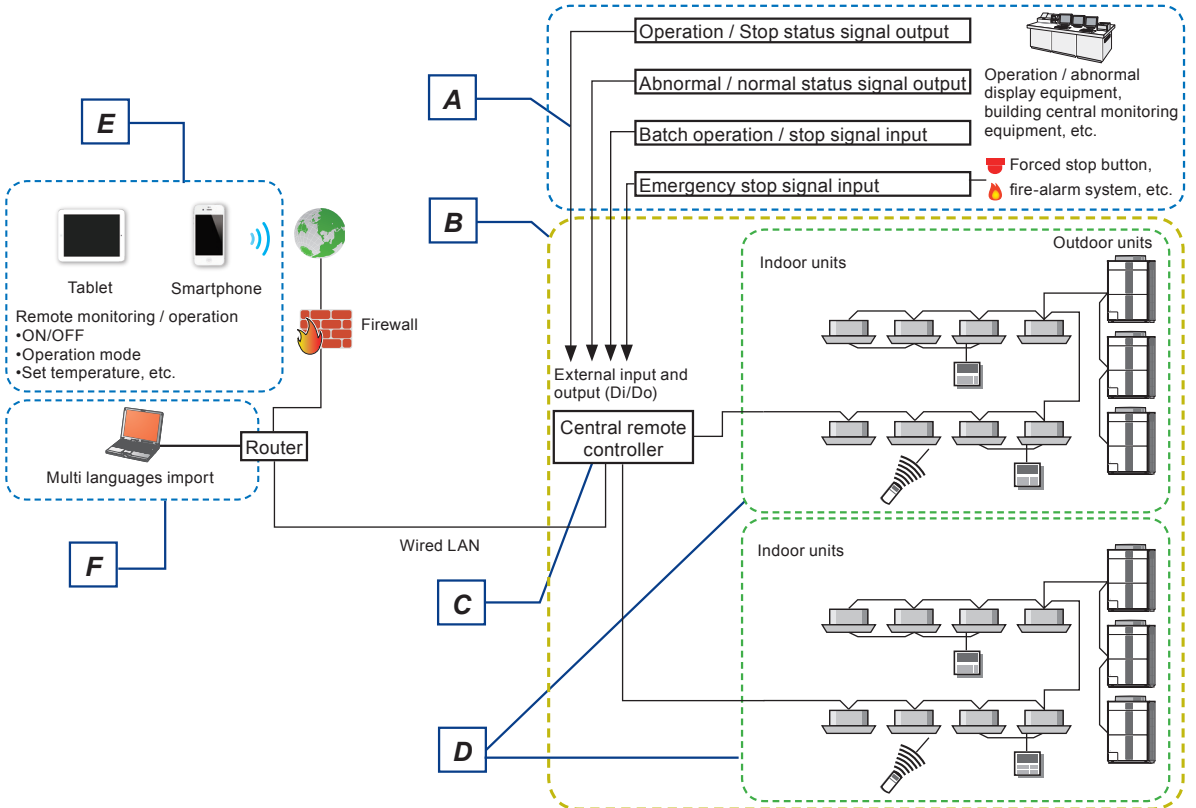 A
Operation / Stop status signal output
Abnormal / normal status signal output
Batch operation / stop signal input
Emergency stop signal input
Operation / abnormal
display equipment,
building central monitoring
equipment, etc.
Forced stop button,
fire-alarm system, etc.
E
Tablet
Smartphone
Remote monitoring / operation
•ON/OFF
•Operation mode
•Set temperature, etc.
Firewall
Multi languages import
Router
F
Wired LAN
B
External input and
output (Di/Do)
Central remote
controller
C
D
Indoor units
Outdoor units
Indoor units